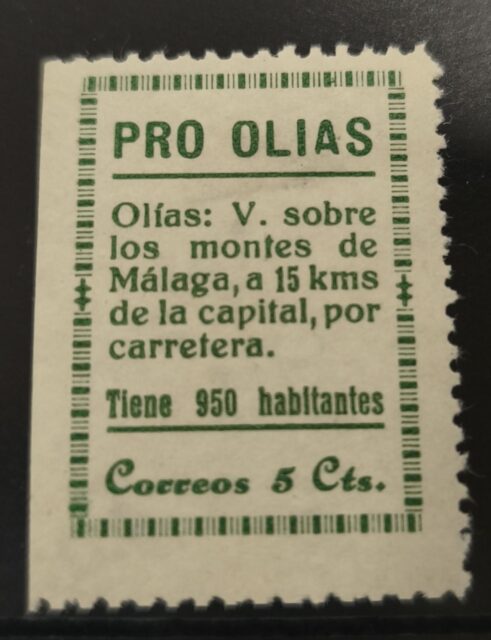 PRO OLIAS
Olías: V. sobre
los montes de
Málaga, a 15 kms
de la capital, por
carretera.
Tiene 950 habitantes
Correos 5 Cts.